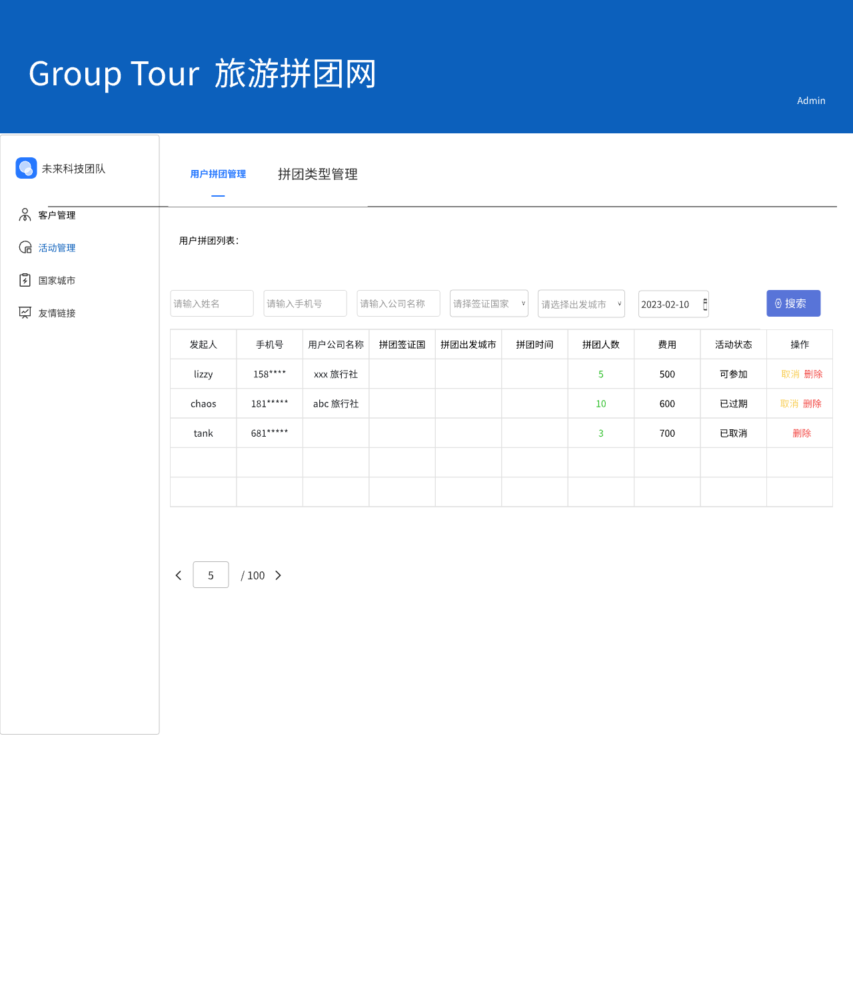 Group Tour 旅游拼团网
Admin
未来科技团队
客户管理
活动管理
国家城市
友情链接
用户拼团管理 拼团类型管理
用户拼团列表：
请输入姓名 请输入手机号 请输入公司名称 请择签证国家 请选择出发城市 2023-02-10 搜索
发起人 手机号 用户公司名称 拼团签证国 拼团出发城市 拼团时间 拼团人数 费用 活动状态 操作
lizzy 158**** xxx 旅行社 5 500 可参加 取消 删除
chaos 181***** abc 旅行社 10 600 已过期 取消 删除
tank 681***** 3 700 已取消 删除
5 / 100